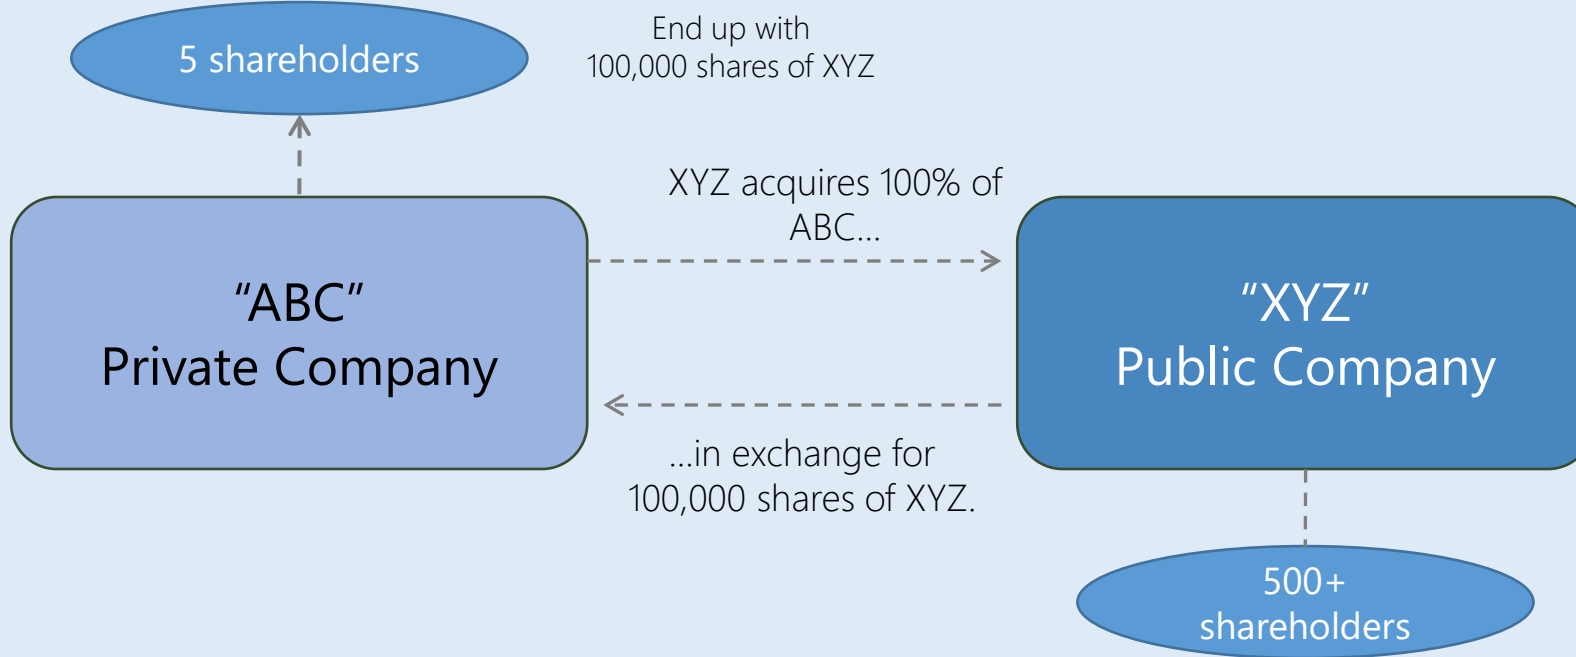 5 shareholders
End up with
100,000 shares of XYZ
XYZ acquires 100% of
ABC...
“ABC”
Private Company
“XYZ”
Public Company
...in exchange for
100,000 shares of XYZ.
500+
shareholders